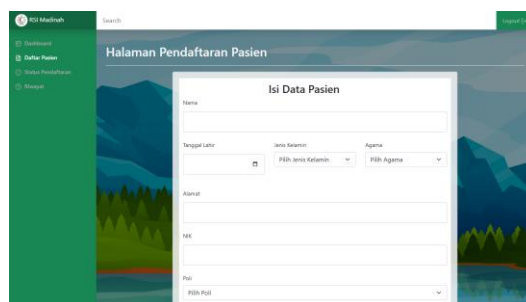 RSI Madinah
Search
Logout
Dashboard
Daftar Pasien
Status Pendaftaran
Riwayat
Halaman Pendaftaran Pasien
Isi Data Pasien
Nama
Tanggal Lahir
Jenis Kelamin
Agama
Pilih Jenis Kelamin
Pilih Agama
Alamat
NIK
Poli
Pilih Poli